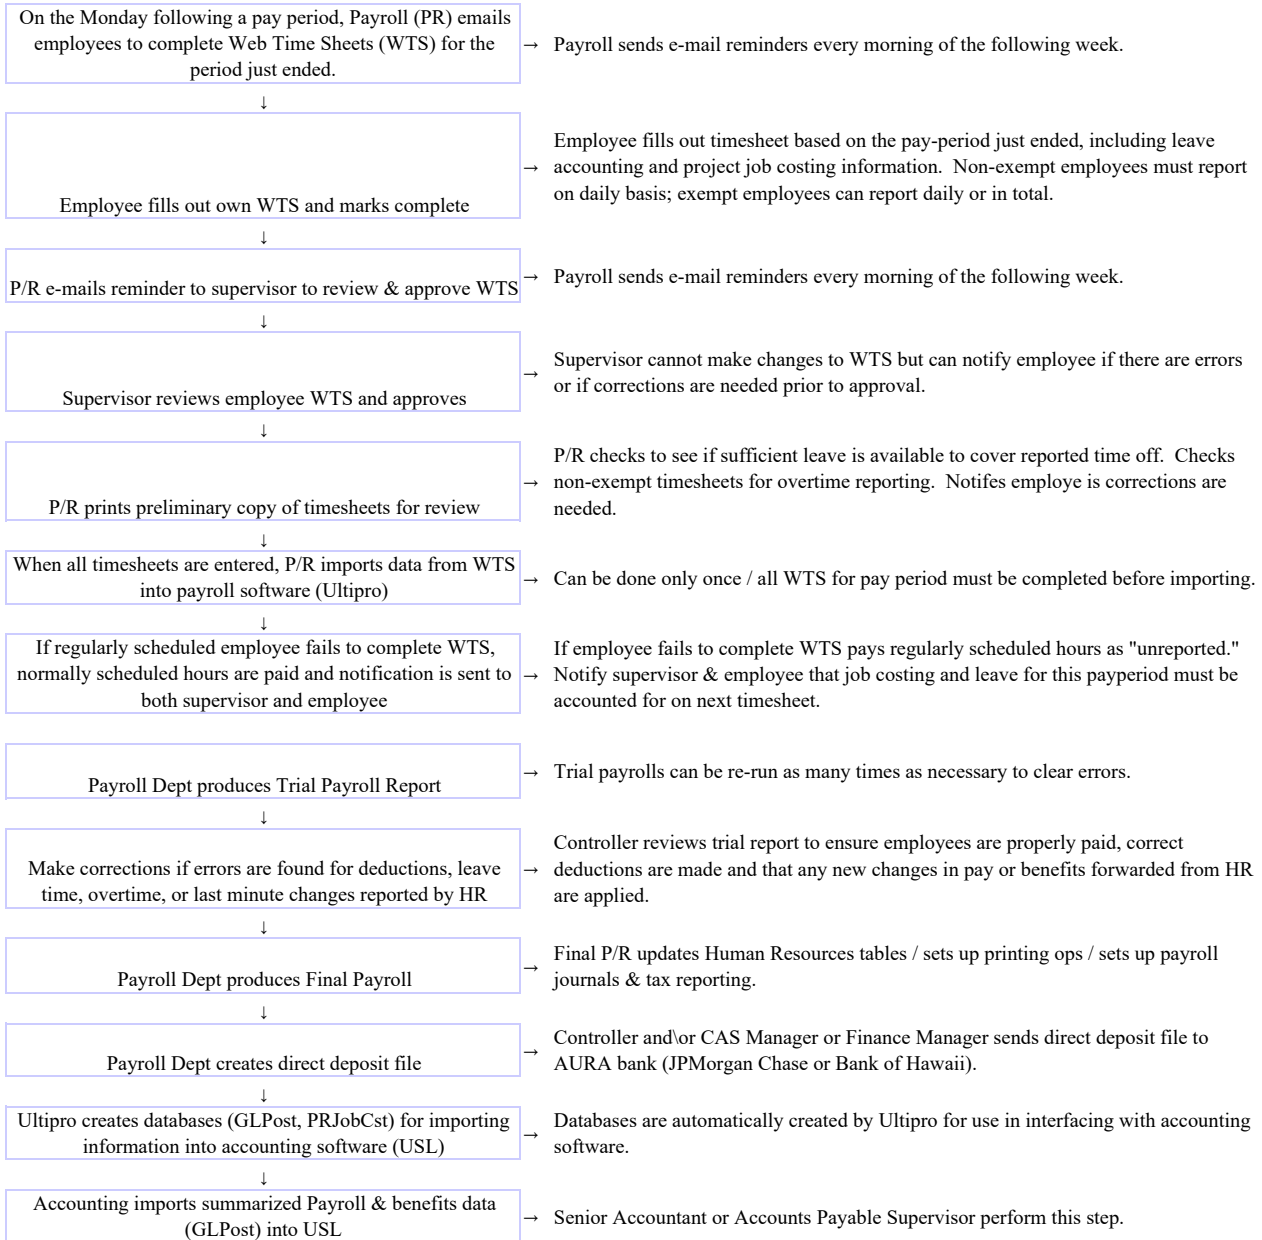 On the Monday following a pay period, Payroll (PR) emails
employees to complete Web Time Sheets (WTS) for the
period just ended.
→ Payroll sends e-mail reminders every morning of the following week.
↓
Employee fills out own WTS and marks complete
→ Employee fills out timesheet based on the pay-period just ended, including leave
accounting and project job costing information.  Non-exempt employees must report
on daily basis; exempt employees can report daily or in total.
↓
P/R e-mails reminder to supervisor to review & approve WTS
→ Payroll sends e-mail reminders every morning of the following week.
↓
Supervisor reviews employee WTS and approves
→ Supervisor cannot make changes to WTS but can notify employee if there are errors
or if corrections are needed prior to approval.
↓
P/R prints preliminary copy of timesheets for review
→ P/R checks to see if sufficient leave is available to cover reported time off.  Checks
non-exempt timesheets for overtime reporting.  Notifes employe is corrections are
needed.
↓
When all timesheets are entered, P/R imports data from WTS
into payroll software (Ultipro)
→ Can be done only once / all WTS for pay period must be completed before importing.
↓
If regularly scheduled employee fails to complete WTS,
normally scheduled hours are paid and notification is sent to
both supervisor and employee
→ If employee fails to complete WTS pays regularly scheduled hours as "unreported."
Notify supervisor & employee that job costing and leave for this payperiod must be
accounted for on next timesheet.
Payroll Dept produces Trial Payroll Report
→ Trial payrolls can be re-run as many times as necessary to clear errors.
↓
Make corrections if errors are found for deductions, leave
time, overtime, or last minute changes reported by HR
→ Controller reviews trial report to ensure employees are properly paid, correct
deductions are made and that any new changes in pay or benefits forwarded from HR
are applied.
↓
Payroll Dept produces Final Payroll
→ Final P/R updates Human Resources tables / sets up printing ops / sets up payroll
journals & tax reporting.
↓
Payroll Dept creates direct deposit file
→ Controller and\or CAS Manager or Finance Manager sends direct deposit file to
AURA bank (JPMorgan Chase or Bank of Hawaii).
↓
Ultipro creates databases (GLPost, PRJobCst) for importing
information into accounting software (USL)
→ Databases are automatically created by Ultipro for use in interfacing with accounting
software.
↓
Accounting imports summarized Payroll & benefits data
(GLPost) into USL
→ Senior Accountant or Accounts Payable Supervisor perform this step.